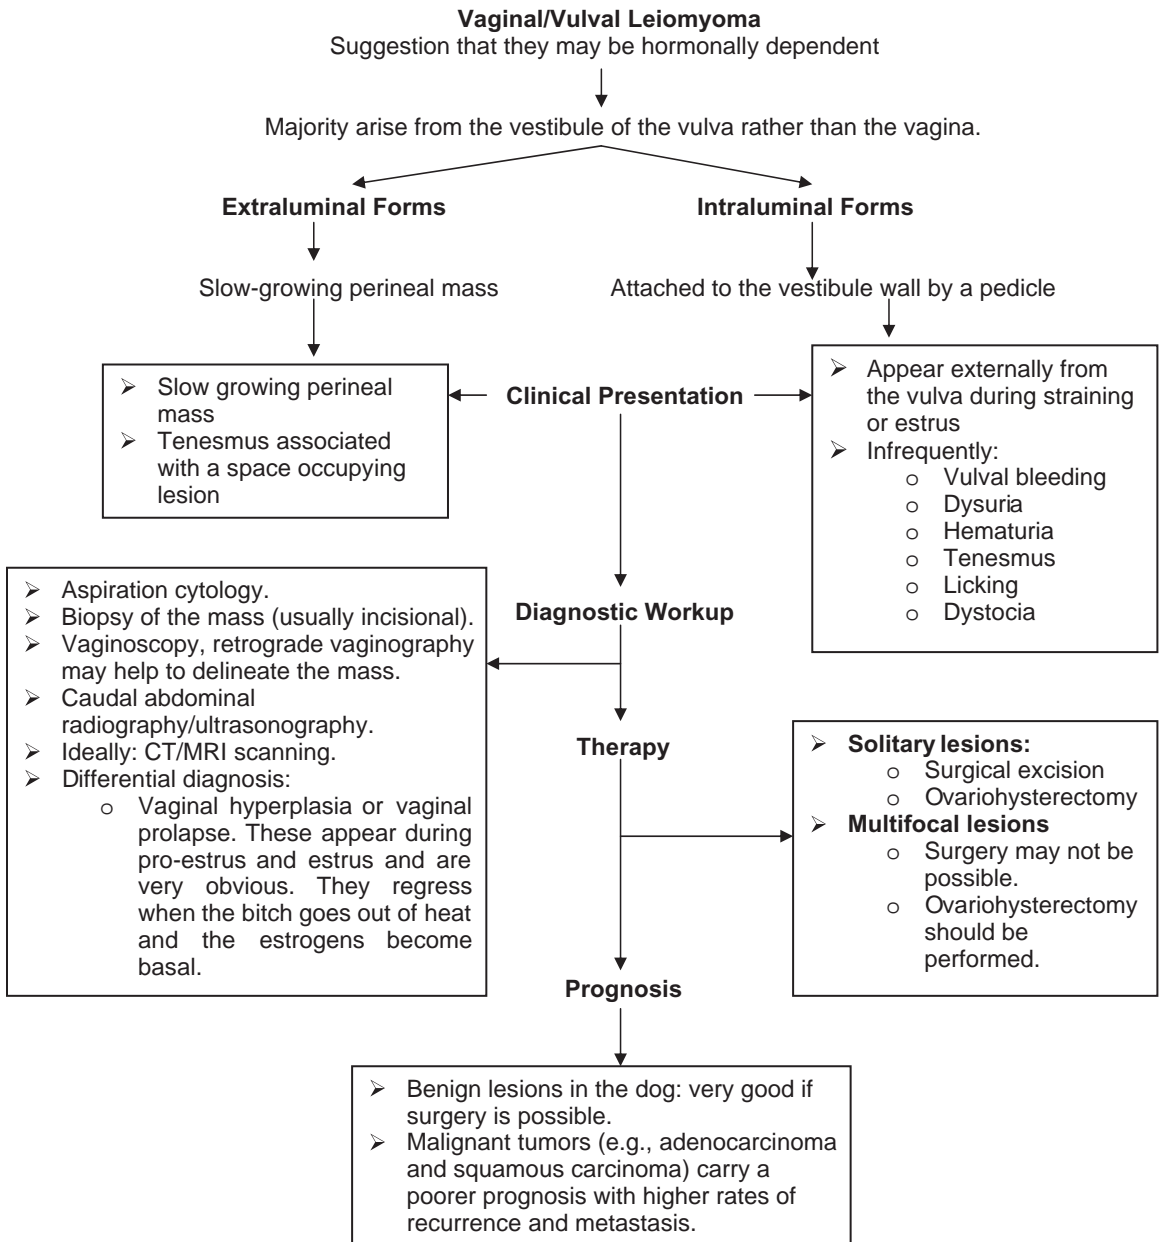 Vaginal/Vulval Leiomyoma
Suggestion that they may be hormonally dependent
Majority arise from the vestibule of the vulva rather than the vagina.
Extraluminal Forms
Intraluminal Forms
Slow-growing perineal mass
Attached to the vestibule wall by a pedicle
➢ Slow growing perineal
mass
➢ Tenesmus associated
with a space occupying
lesion
Clinical Presentation
➢ Appear externally from
the vulva during straining
or estrus
➢ Infrequently:
o Vulval bleeding
o Dysuria
o Hematuria
o Tenesmus
o Licking
o Dystocia
Diagnostic Workup
➢ Aspiration cytology.
➢ Biopsy of the mass (usually incisional).
➢ Vaginoscopy, retrograde vaginography
may help to delineate the mass.
➢ Caudal abdominal
radiography/ultrasonography.
➢ Ideally: CT/MRI scanning.
➢ Differential diagnosis:
o Vaginal hyperplasia or vaginal
prolapse. These appear during
pro-estrus and estrus and are
very obvious. They regress
when the bitch goes out of heat
and the estrogens become
basal.
Therapy
➢ Solitary lesions:
o Surgical excision
o Ovariohysterectomy
➢ Multifocal lesions
o Surgery may not be
possible.
o Ovariohysterectomy
should be
performed.
Prognosis
➢ Benign lesions in the dog: very good if
surgery is possible.
➢ Malignant tumors (e.g., adenocarcinoma
and squamous carcinoma) carry a
poorer prognosis with higher rates of
recurrence and metastasis.